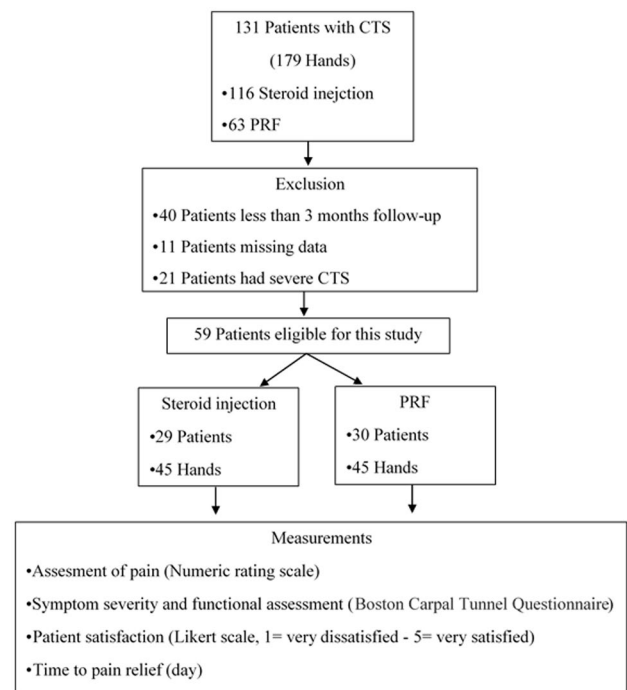 131 Patients with CTS
(179 Hands)
•116 Steroid inejction
•63 PRF
Exclusion
•40 Patients less than 3 months follow-up
•11 Patients missing data
•21 Patients had severe CTS
59 Patients eligible for this study
Steroid injection
•29 Patients
•45 Hands
PRF
•30 Patients
•45 Hands
Measurements
•Assesment of pain (Numeric rating scale)
•Symptom severity and functional assessment (Boston Carpal Tunnel Questionnaire)
•Patient satisfaction (Likert scale, 1= very dissatisfied - 5= very satisfied)
•Time to pain relief (day)